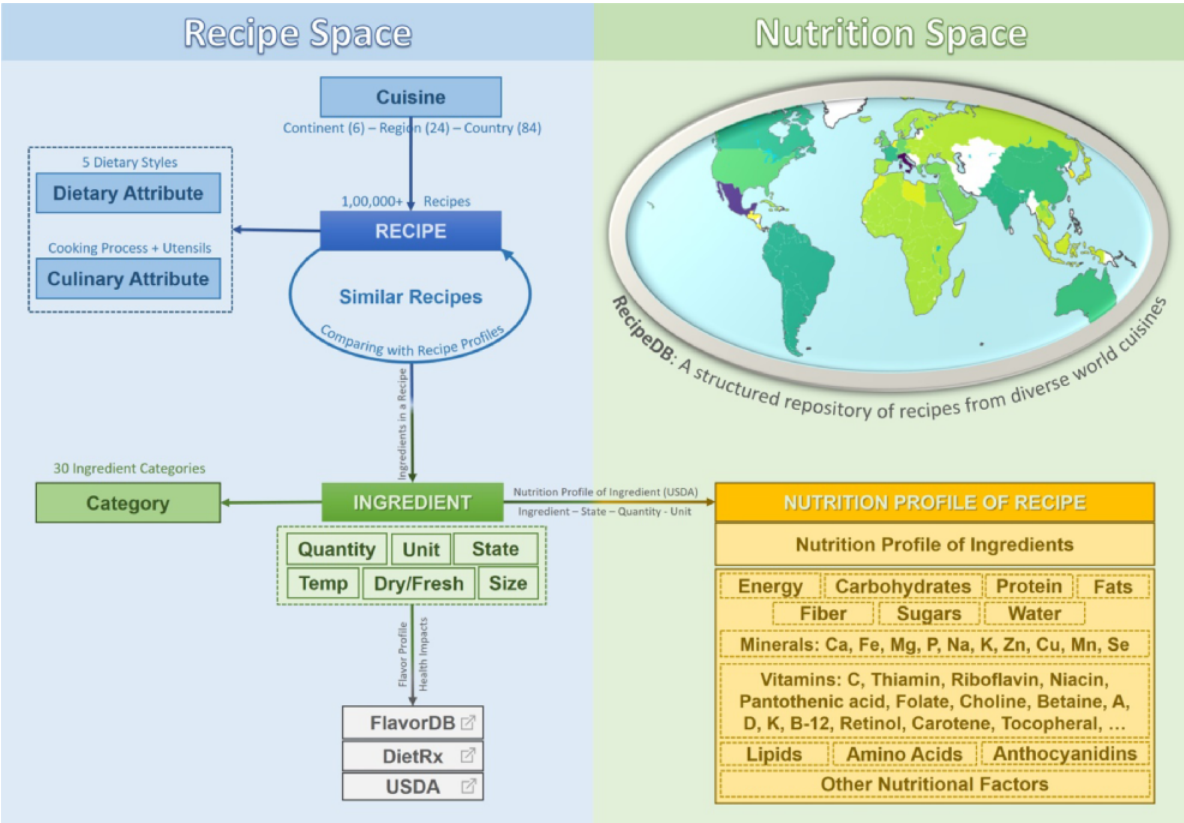 Recipe Space
Cuisine
Continent (6) – Region (24) – Country (84)
5 Dietary Styles
Dietary Attribute
1,00,000+ Recipes
RECIPE
Cooking Process + Utensils
Culinary Attribute
Similar Recipes
Comparing with Recipe Profiles
Ingredients in a Recipe
30 Ingredient Categories
Category
INGREDIENT
Nutrition Profile of Ingredient (USDA)
Ingredient – State – Quantity - Unit
Quantity Unit State
Temp Dry/Fresh Size
Flavor Profile
Health Impacts
FlavorDB
DietRx
USDA
Nutrition Space
RecipeDB: A structured repository of recipes from diverse world cuisines
NUTRITION PROFILE OF RECIPE
Nutrition Profile of Ingredients
Energy Carbohydrates Protein Fats
Fiber Sugars Water
Minerals: Ca, Fe, Mg, P, Na, K, Zn, Cu, Mn, Se
Vitamins: C, Thiamin, Riboflavin, Niacin,
Pantothenic acid, Folate, Choline, Betaine, A,
D, K, B-12, Retinol, Carotene, Tocopheral, ...
Lipids Amino Acids Anthocyanidins
Other Nutritional Factors